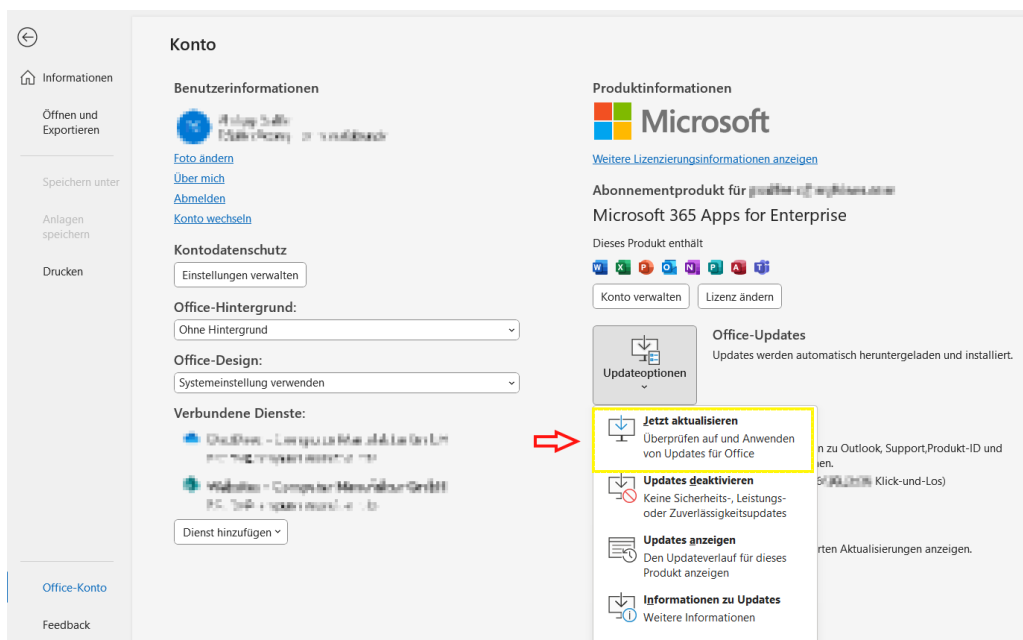 Konto
Informationen
Öffnen und
Exportieren
Speichern unter
Anlagen
speichern
Drucken
Office-Konto
Feedback
Benutzerinformationen
Foto ändern
Über mich
Abmelden
Konto wechseln
Kontodatenschutz
Einstellungen verwalten
Office-Hintergrund:
Ohne Hintergrund
Office-Design:
Systemeinstellung verwenden
Verbundene Dienste:
Dienst hinzufügen
Produktinformationen
Microsoft
Weitere Lizenzierungsinformationen anzeigen
Abonnementprodukt für
Microsoft 365 Apps for Enterprise
Dieses Produkt enthält
Konto verwalten
Lizenz ändern
Updateoptionen
Office-Updates
Updates werden automatisch heruntergeladen und installiert.
Jetzt aktualisieren
Überprüfen auf und Anwenden
von Updates für Office
Updates deaktivieren
Keine Sicherheits-, Leistungs-
oder Zuverlässigkeitsupdates
Updates anzeigen
Den Updateverlauf für dieses
Produkt anzeigen
Informationen zu Updates
Weitere Informationen
n zu Outlook, Support,Produkt-ID und
en.
Klick-und-Los)
rten Aktualisierungen anzeigen.